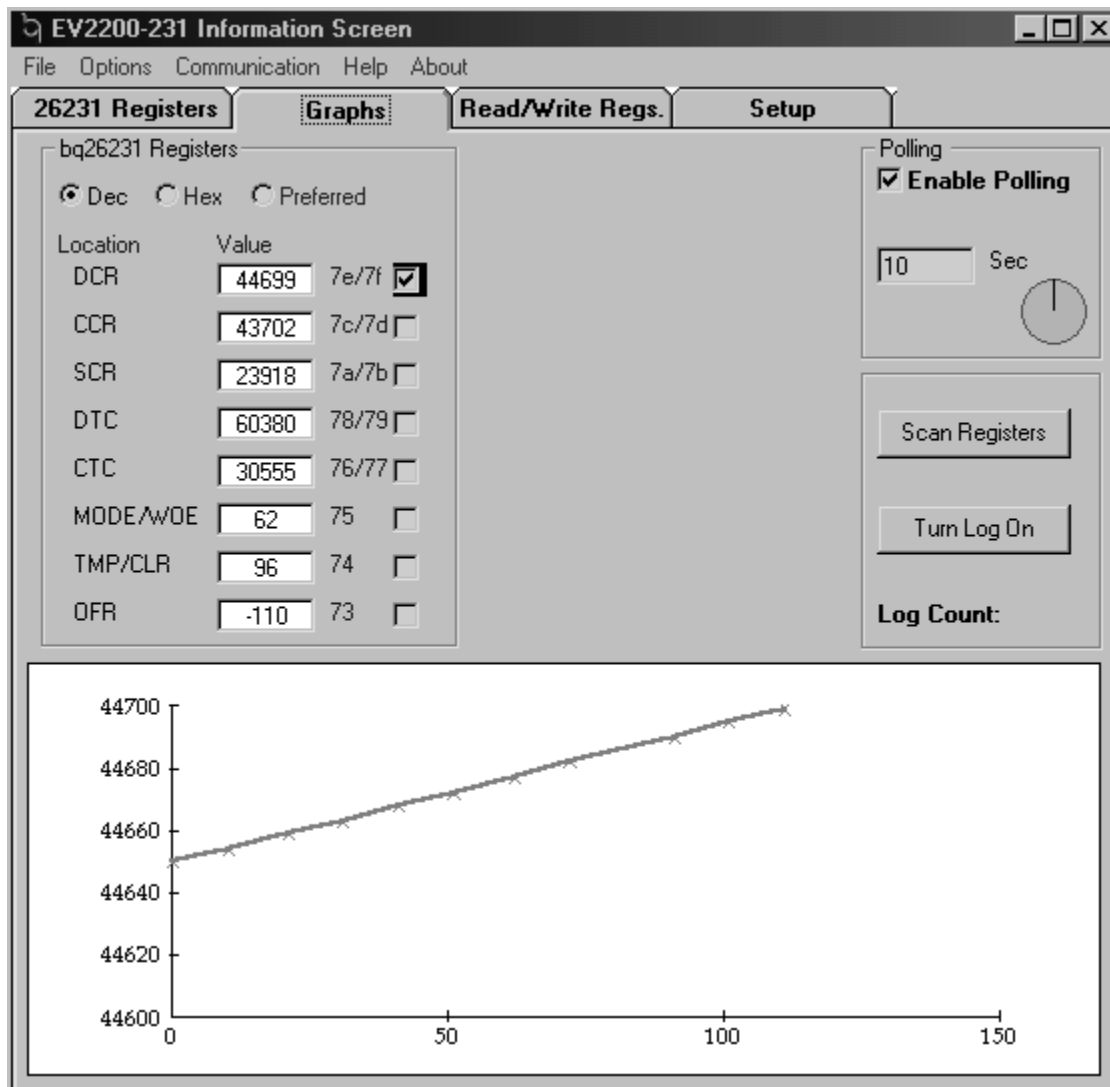 EV2200-231 Information Screen
File Options Communication Help About
26231 Registers Graphs Read/Write Regs. Setup
bq26231 Registers
Dec Hex Preferred
Location Value
DCR 44699 7e/7f
CCR 43702 7c/7d
SCR 23918 7a/7b
DTC 60380 78/79
CTC 30555 76/77
MODE/WOE 62 75
TMP/CLR 96 74
OFR -110 73
Polling
Enable Polling
10 Sec
Scan Registers
Turn Log On
Log Count:
44700
44680
44660
44640
44620
44600
0 50 100 150